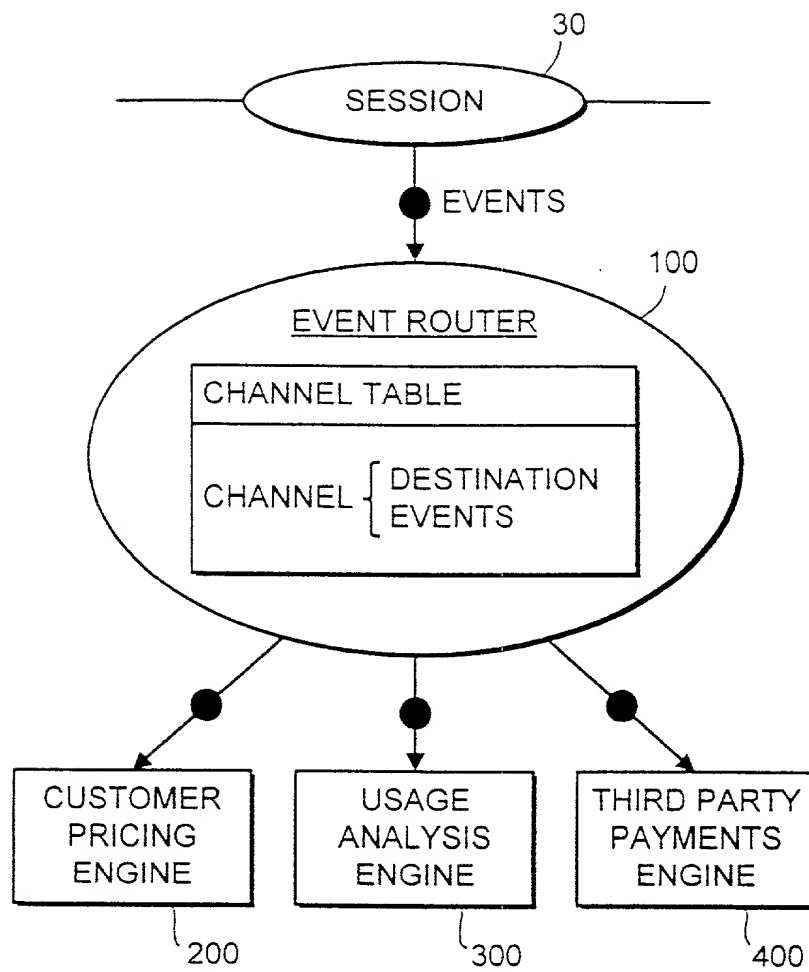 30
SESSION
EVENTS
100
EVENT ROUTER
CHANNEL TABLE
CHANNEL { DESTINATION
EVENTS
CUSTOMER
PRICING
ENGINE
USAGE
ANALYSIS
ENGINE
THIRD PARTY
PAYMENTS
ENGINE
200
300
400